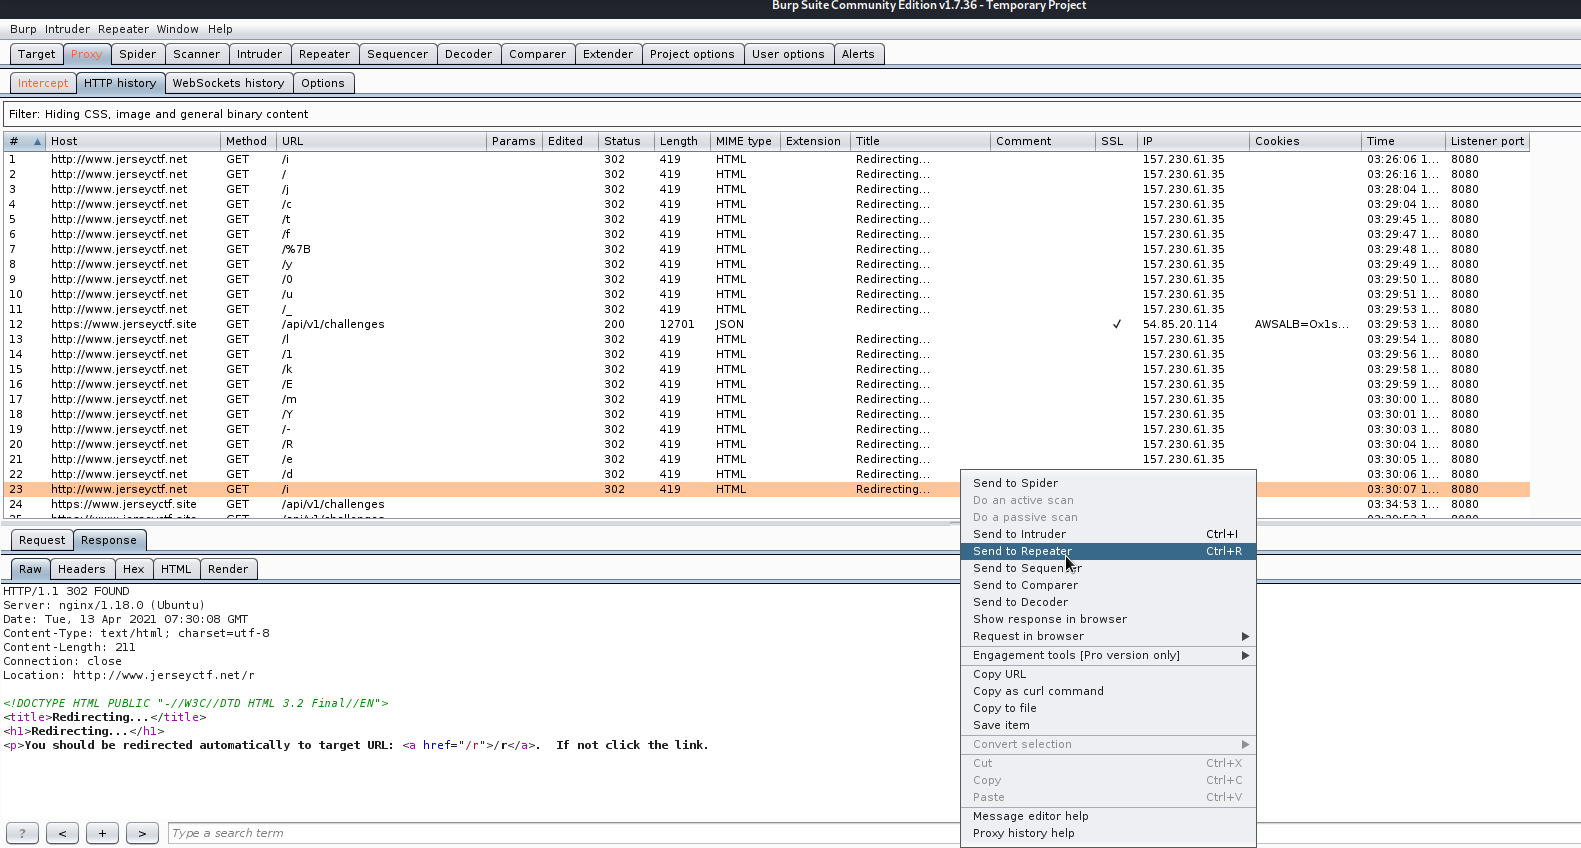 Burp Suite Community Edition v1.7.36 - Temporary Project
Burp Intruder Repeater Window Help
Target Proxy Spider Scanner Intruder Repeater Sequencer Decoder Comparer Extender Project options User options Alerts
Intercept HTTP history WebSockets history Options
Filter: Hiding CSS, image and general binary content
# Host Method URL Params Edited Status Length MIME type Extension Title Comment SSL IP Cookies Time Listener port
1 http://www.jerseyctf.net GET /i 302 419 HTML Redirecting... 157.230.61.35 03:26:06 1... 8080
2 http://www.jerseyctf.net GET / 302 419 HTML Redirecting... 157.230.61.35 03:26:16 1... 8080
3 http://www.jerseyctf.net GET /j 302 419 HTML Redirecting... 157.230.61.35 03:28:04 1... 8080
4 http://www.jerseyctf.net GET /c 302 419 HTML Redirecting... 157.230.61.35 03:29:04 1... 8080
5 http://www.jerseyctf.net GET /t 302 419 HTML Redirecting... 157.230.61.35 03:29:45 1... 8080
6 http://www.jerseyctf.net GET /f 302 419 HTML Redirecting... 157.230.61.35 03:29:47 1... 8080
7 http://www.jerseyctf.net GET /%7B 302 419 HTML Redirecting... 157.230.61.35 03:29:48 1... 8080
8 http://www.jerseyctf.net GET /y 302 419 HTML Redirecting... 157.230.61.35 03:29:49 1... 8080
9 http://www.jerseyctf.net GET /0 302 419 HTML Redirecting... 157.230.61.35 03:29:50 1... 8080
10 http://www.jerseyctf.net GET /u 302 419 HTML Redirecting... 157.230.61.35 03:29:51 1... 8080
11 http://www.jerseyctf.net GET /_ 302 419 HTML Redirecting... 157.230.61.35 03:29:53 1... 8080
12 https://www.jerseyctf.site GET /api/v1/challenges 200 12701 JSON ✓ 54.85.20.114 AWSALB=Ox1s... 03:29:53 1... 8080
13 http://www.jerseyctf.net GET /l 302 419 HTML Redirecting... 157.230.61.35 03:29:54 1... 8080
14 http://www.jerseyctf.net GET /1 302 419 HTML Redirecting... 157.230.61.35 03:29:56 1... 8080
15 http://www.jerseyctf.net GET /k 302 419 HTML Redirecting... 157.230.61.35 03:29:58 1... 8080
16 http://www.jerseyctf.net GET /E 302 419 HTML Redirecting... 157.230.61.35 03:29:59 1... 8080
17 http://www.jerseyctf.net GET /m 302 419 HTML Redirecting... 157.230.61.35 03:30:00 1... 8080
18 http://www.jerseyctf.net GET /Y 302 419 HTML Redirecting... 157.230.61.35 03:30:01 1... 8080
19 http://www.jerseyctf.net GET /- 302 419 HTML Redirecting... 157.230.61.35 03:30:03 1... 8080
20 http://www.jerseyctf.net GET /R 302 419 HTML Redirecting... 157.230.61.35 03:30:04 1... 8080
21 http://www.jerseyctf.net GET /e 302 419 HTML Redirecting... 157.230.61.35 03:30:05 1... 8080
22 http://www.jerseyctf.net GET /d 302 419 HTML Redirecting... 03:30:06 1... 8080
23 http://www.jerseyctf.net GET /i 302 419 HTML Redirecting... 03:30:07 1... 8080
24 https://www.jerseyctf.site GET /api/v1/challenges 03:34:53 1... 8080
Request Response
Raw Headers Hex HTML Render
HTTP/1.1 302 FOUND
Server: nginx/1.18.0 (Ubuntu)
Date: Tue, 13 Apr 2021 07:30:08 GMT
Content-Type: text/html; charset=utf-8
Content-Length: 211
Connection: close
Location: http://www.jerseyctf.net/r
<!DOCTYPE HTML PUBLIC "-//W3C//DTD HTML 3.2 Final//EN">
<title>Redirecting...</title>
<h1>Redirecting...</h1>
<p>You should be redirected automatically to target URL: <a href="/r">/r</a>.  If not click the link.
Send to Spider
Do an active scan
Do a passive scan
Send to Intruder Ctrl+I
Send to Repeater Ctrl+R
Send to Sequencer
Send to Comparer
Send to Decoder
Show response in browser
Request in browser
Engagement tools [Pro version only]
Copy URL
Copy as curl command
Copy to file
Save item
Convert selection
Cut Ctrl+X
Copy Ctrl+C
Paste Ctrl+V
Message editor help
Proxy history help
? < + > Type a search term